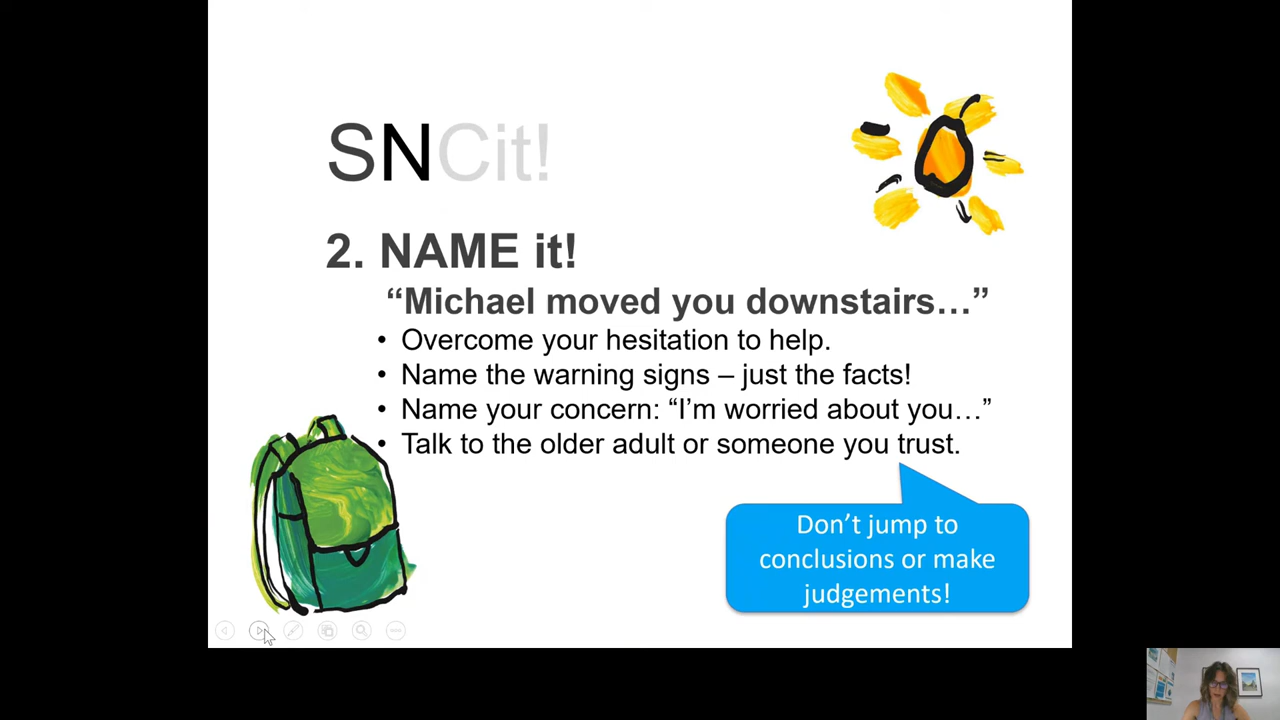 SNCit!
2. NAME it!
“Michael moved you downstairs…”
• Overcome your hesitation to help.
• Name the warning signs – just the facts!
• Name your concern: “I’m worried about you…”
• Talk to the older adult or someone you trust.
Don’t jump to
conclusions or make
judgements!